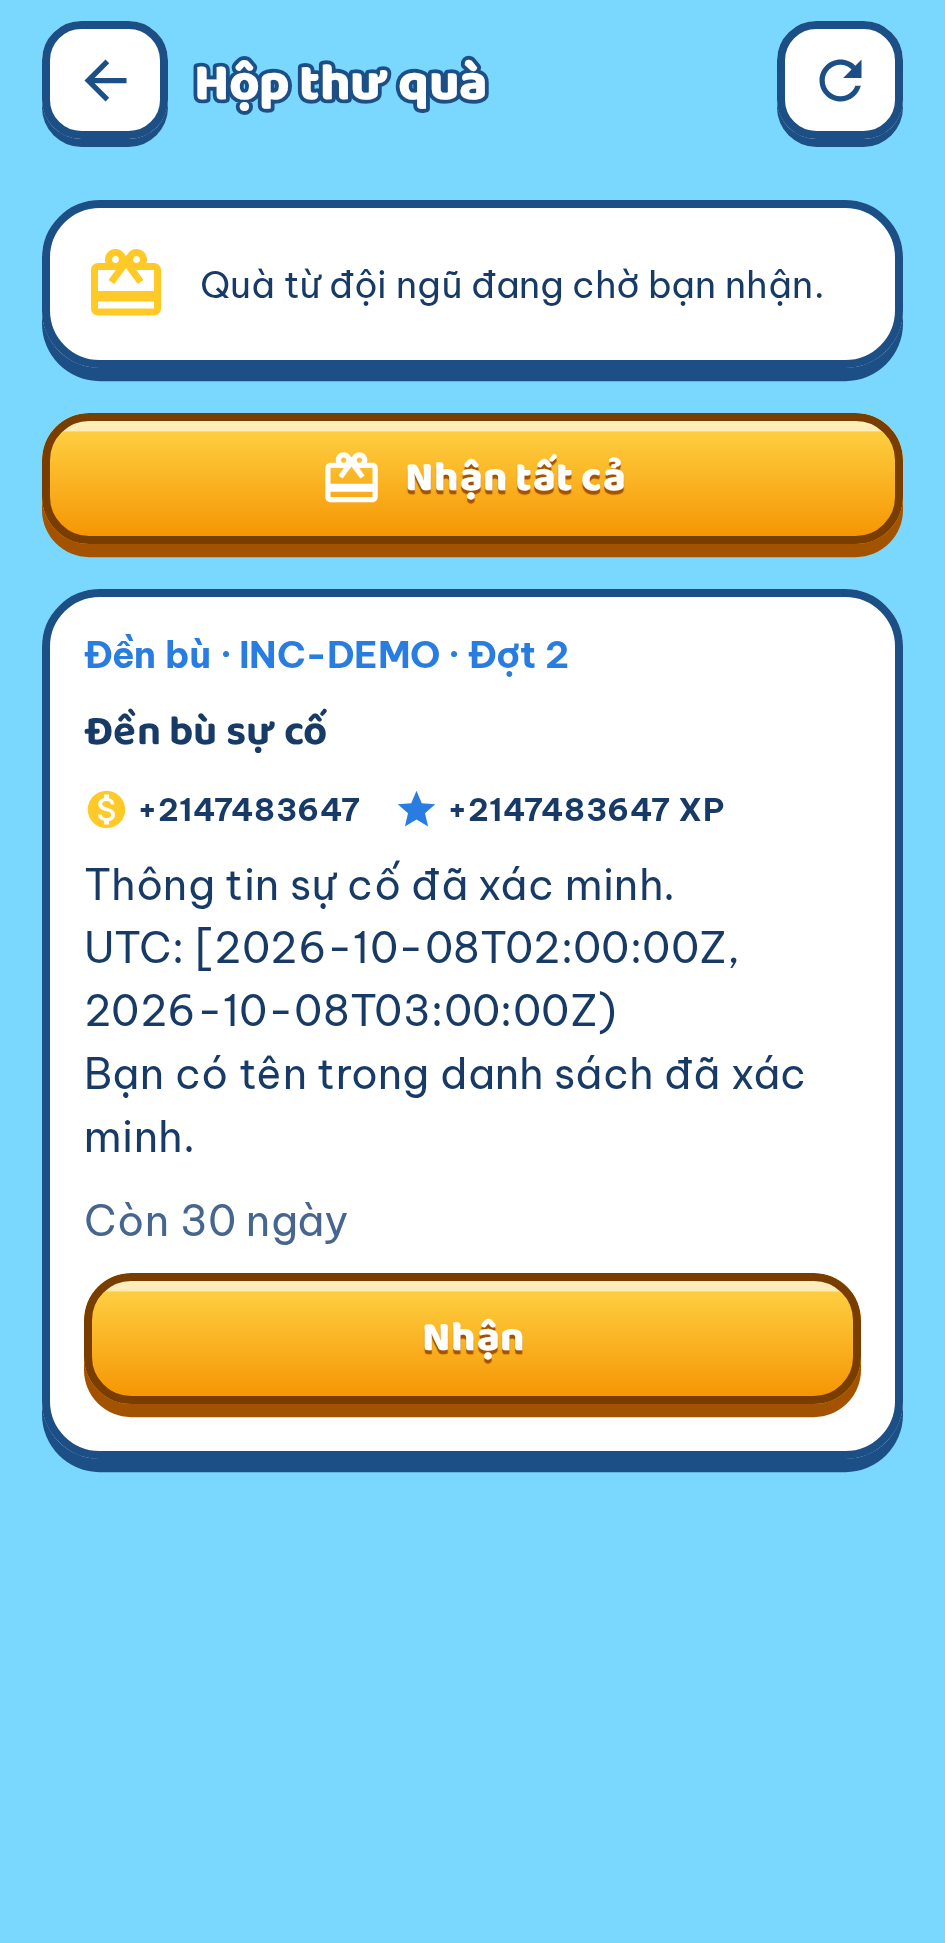 Hộp thư quà
Quà từ đội ngũ đang chờ bạn nhận.
Nhận tất cả
Đền bù · INC-DEMO · Đợt 2
Đền bù sự cố
+2147483647 +2147483647 XP
Thông tin sự cố đã xác minh.
UTC: [2026-10-08T02:00:00Z,
2026-10-08T03:00:00Z)
Bạn có tên trong danh sách đã xác
minh.
Còn 30 ngày
Nhận